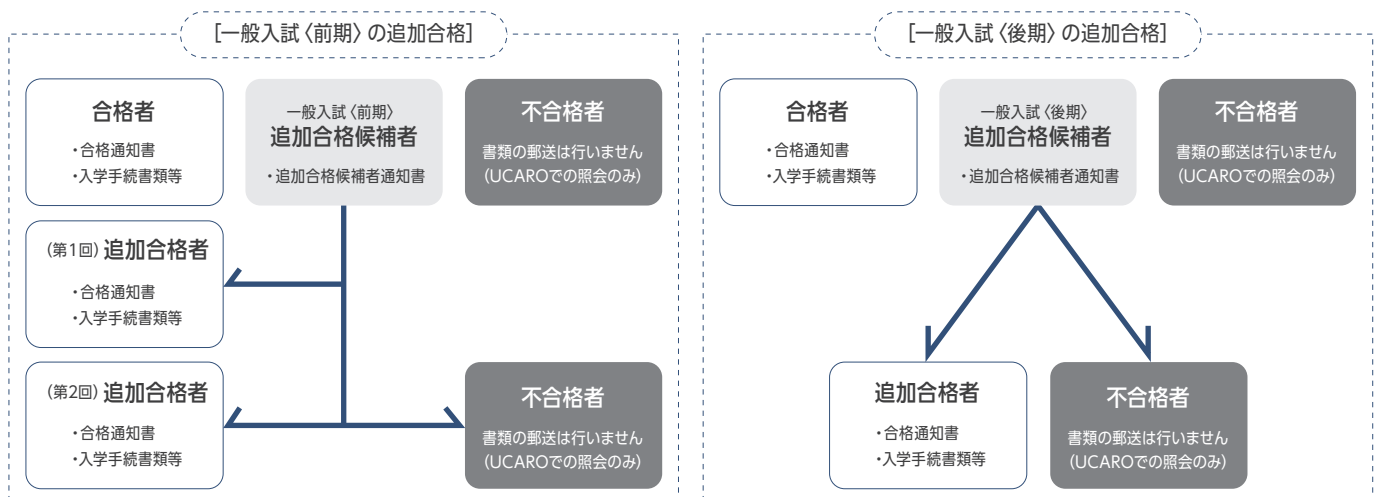 [一般入試〈前期〉の追加合格]
合格者
・合格通知書
・入学手続書類等
一般入試〈前期〉
追加合格候補者
・追加合格候補者通知書
不合格者
書類の郵送は行いません
(UCAROでの照会のみ)
(第1回) 追加合格者
・合格通知書
・入学手続書類等
(第2回) 追加合格者
・合格通知書
・入学手続書類等
不合格者
書類の郵送は行いません
(UCAROでの照会のみ)
[一般入試〈後期〉の追加合格]
合格者
・合格通知書
・入学手続書類等
一般入試〈後期〉
追加合格候補者
・追加合格候補者通知書
不合格者
書類の郵送は行いません
(UCAROでの照会のみ)
追加合格者
・合格通知書
・入学手続書類等
不合格者
書類の郵送は行いません
(UCAROでの照会のみ)